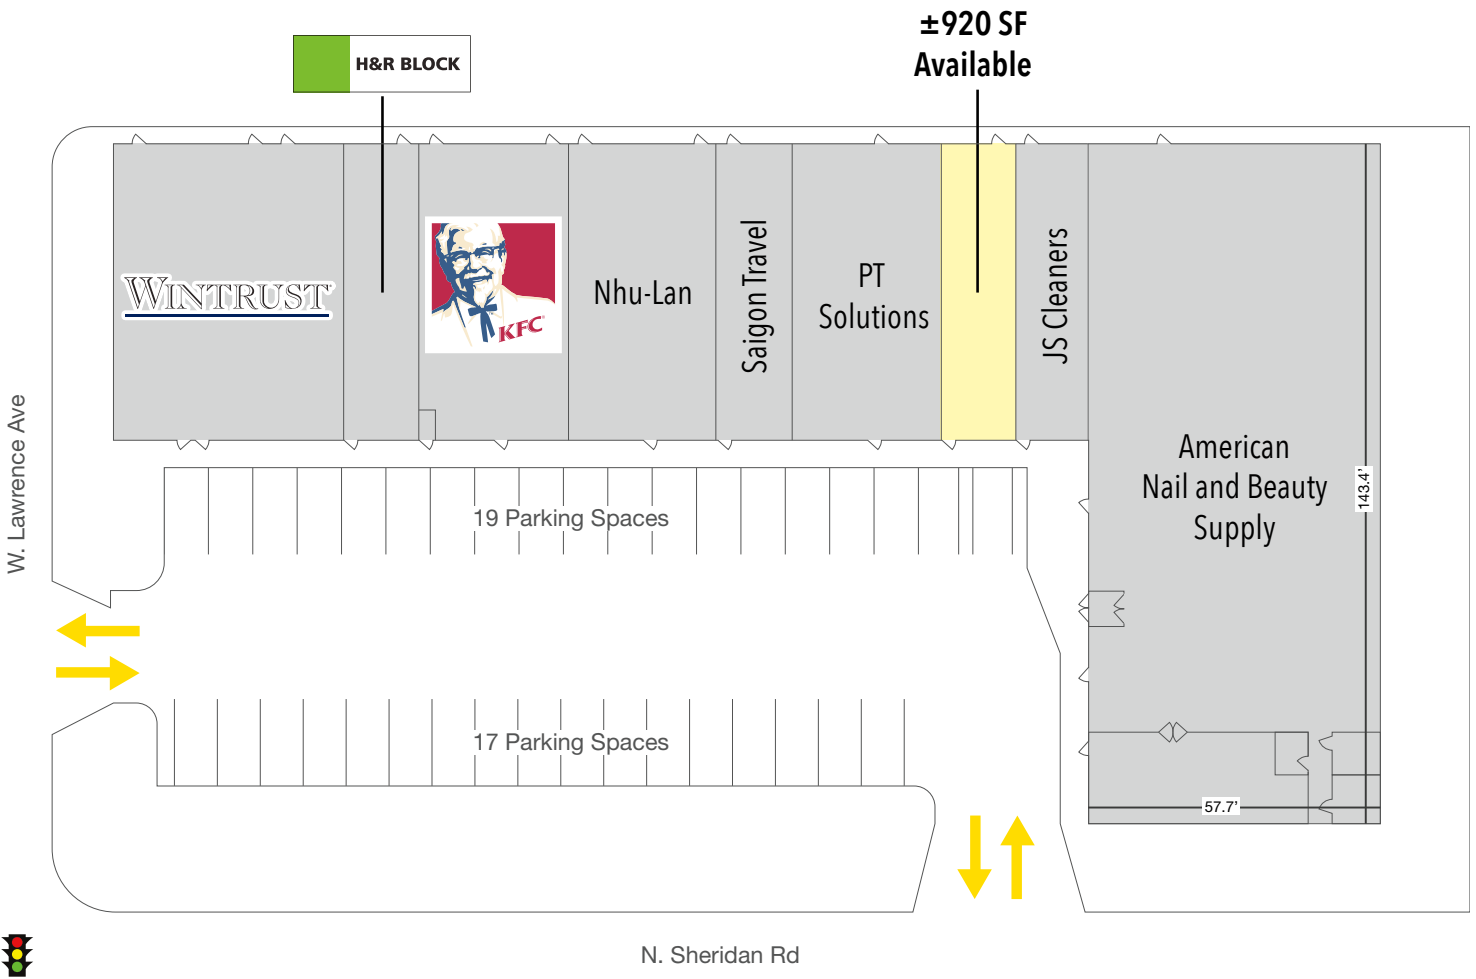 ±920 SF
Available
H&R BLOCK
WINTRUST
KFC
Nhu-Lan
Saigon Travel
PT
Solutions
JS Cleaners
American
Nail and Beauty
Supply
143.4’
57.7’
W. Lawrence Ave
19 Parking Spaces
17 Parking Spaces
N. Sheridan Rd